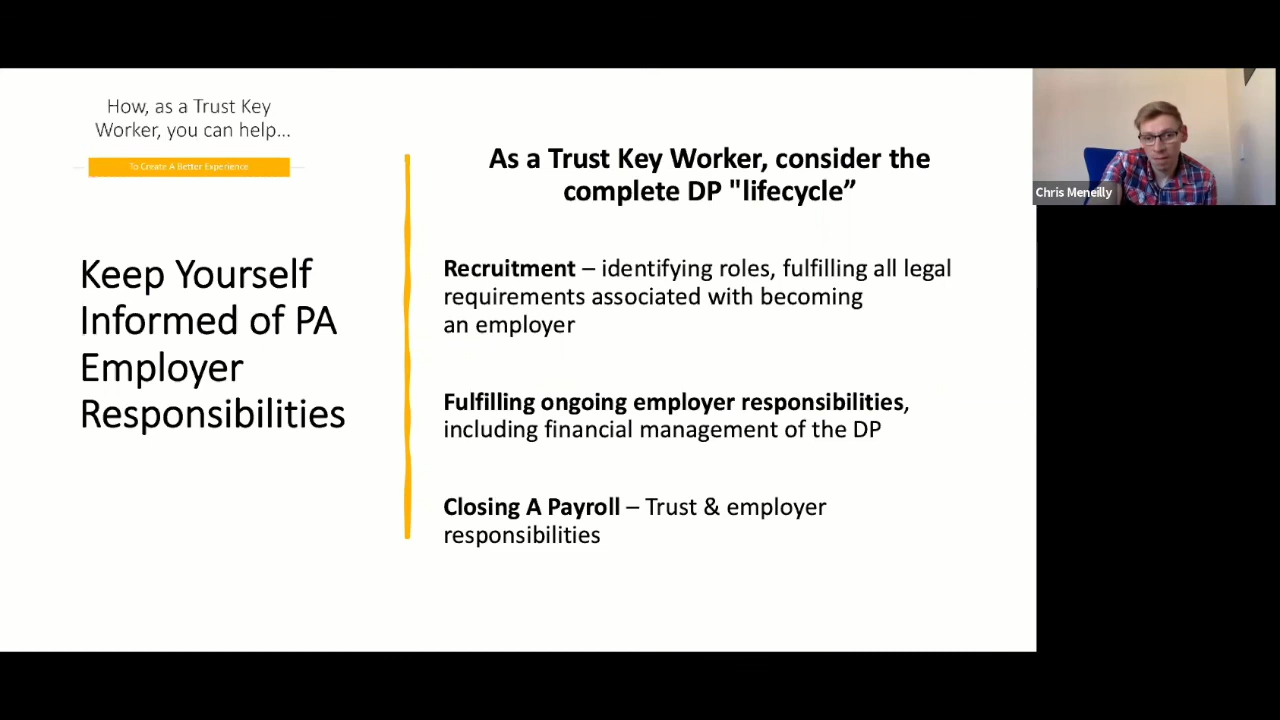 How, as a Trust Key
Worker, you can help...
To Create A Better Experience
Keep Yourself
Informed of PA
Employer
Responsibilities
As a Trust Key Worker, consider the
complete DP "lifecycle”
Recruitment – identifying roles, fulfilling all legal
requirements associated with becoming
an employer
Fulfilling ongoing employer responsibilities,
including financial management of the DP
Closing A Payroll – Trust & employer
responsibilities
Chris Meneilly